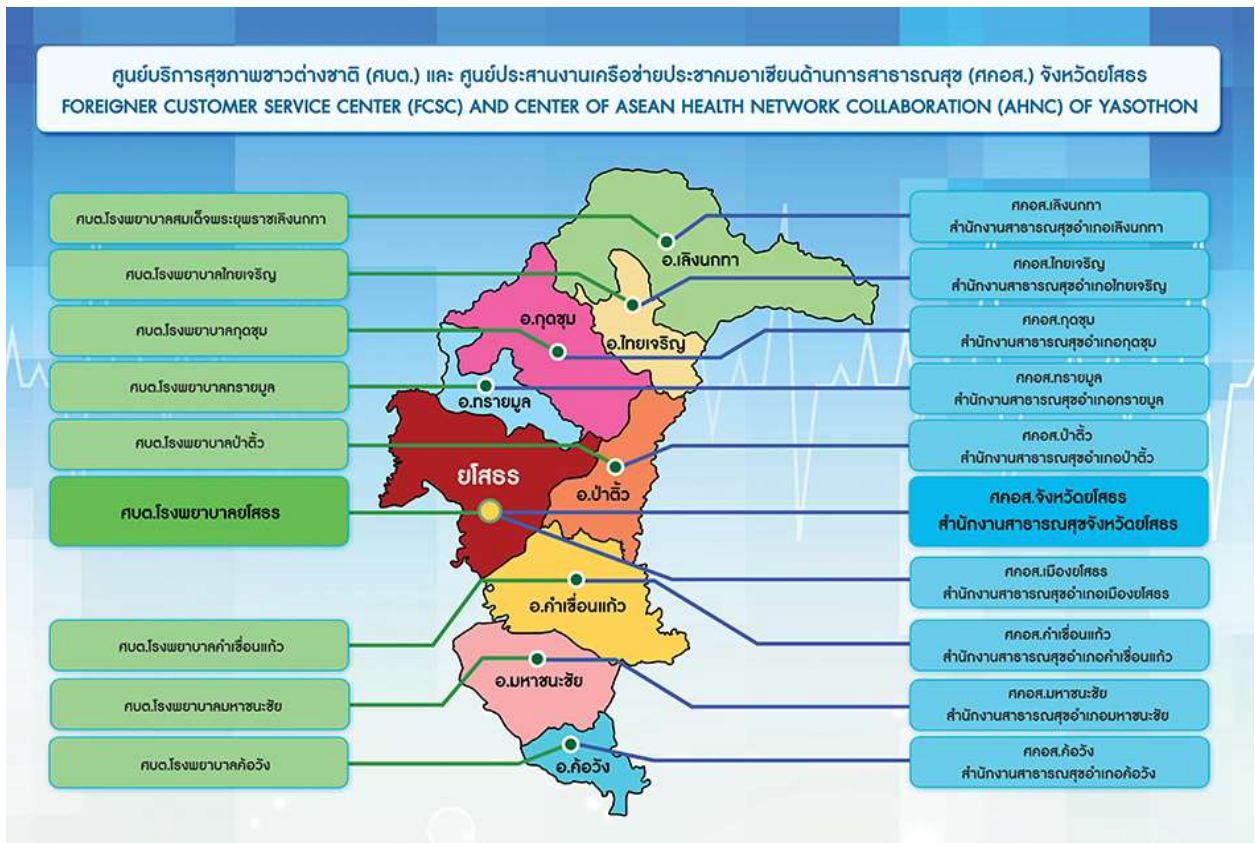 ศูนย์บริการสุขภาพชาวต่างชาติ (ศบต.) และ ศูนย์ประสานงานเครือข่ายประชาคมอาเซียนด้านการสาธารณสุข (ศคอส.) จังหวัดยโสธร
FOREIGNER CUSTOMER SERVICE CENTER (FCSC) AND CENTER OF ASEAN HEALTH NETWORK COLLABORATION (AHNC) OF YASOTHON
ศบต.โรงพยาบาลสมเด็จพระยุพราชเลิงนกทา
ศบต.โรงพยาบาลไทยเจริญ
ศบต.โรงพยาบาลกุดชุม
ศบต.โรงพยาบาลทรายมูล
ศบต.โรงพยาบาลป่าติ้ว
ศบต.โรงพยาบาลยโสธร
ศบต.โรงพยาบาลคำเขื่อนแก้ว
ศบต.โรงพยาบาลมหาชนะชัย
ศบต.โรงพยาบาลค้อวัง
อ.เลิงนกทา
อ.กุดชุม
อ.ไทยเจริญ
อ.ทรายมูล
ยโสธร
อ.ป่าติ้ว
อ.คำเขื่อนแก้ว
อ.มหาชนะชัย
อ.ค้อวัง
ศคอส.เลิงนกทา
สำนักงานสาธารณสุขอำเภอเลิงนกทา
ศคอส.ไทยเจริญ
สำนักงานสาธารณสุขอำเภอไทยเจริญ
ศคอส.กุดชุม
สำนักงานสาธารณสุขอำเภอกุดชุม
ศคอส.ทรายมูล
สำนักงานสาธารณสุขอำเภอทรายมูล
ศคอส.ป่าติ้ว
สำนักงานสาธารณสุขอำเภอป่าติ้ว
ศคอส.จังหวัดยโสธร
สำนักงานสาธารณสุขจังหวัดยโสธร
ศคอส.เมืองยโสธร
สำนักงานสาธารณสุขอำเภอเมืองยโสธร
ศคอส.คำเขื่อนแก้ว
สำนักงานสาธารณสุขอำเภอคำเขื่อนแก้ว
ศคอส.มหาชนะชัย
สำนักงานสาธารณสุขอำเภอมหาชนะชัย
ศคอส.ค้อวัง
สำนักงานสาธารณสุขอำเภอค้อวัง